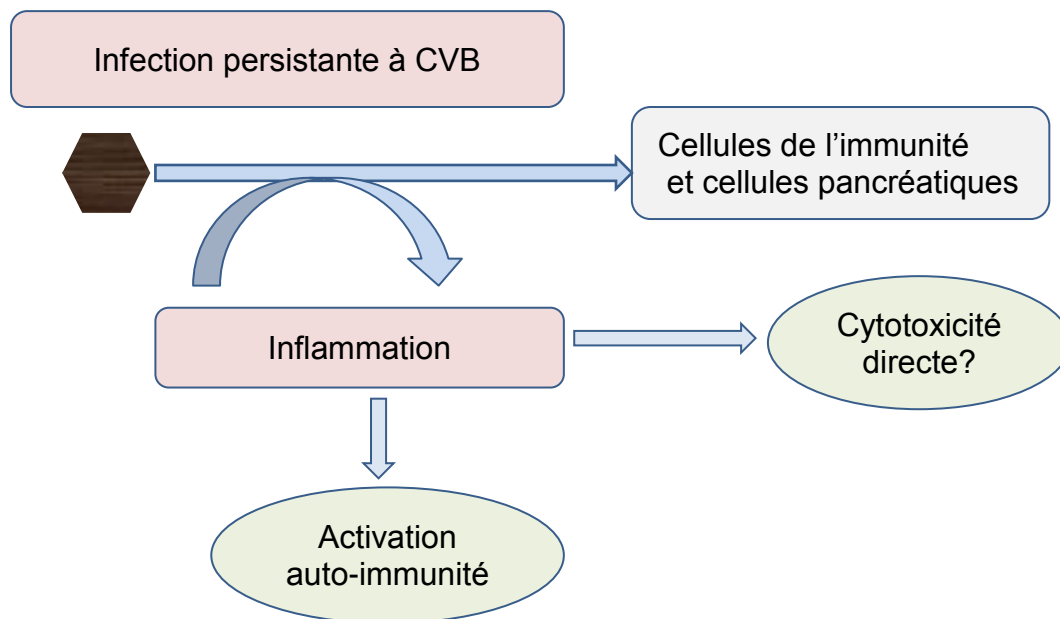 Infection persistante à CVB
Cellules de l’immunité
et cellules pancréatiques
Inflammation
Cytotoxicité
directe?
Activation
auto-immunité